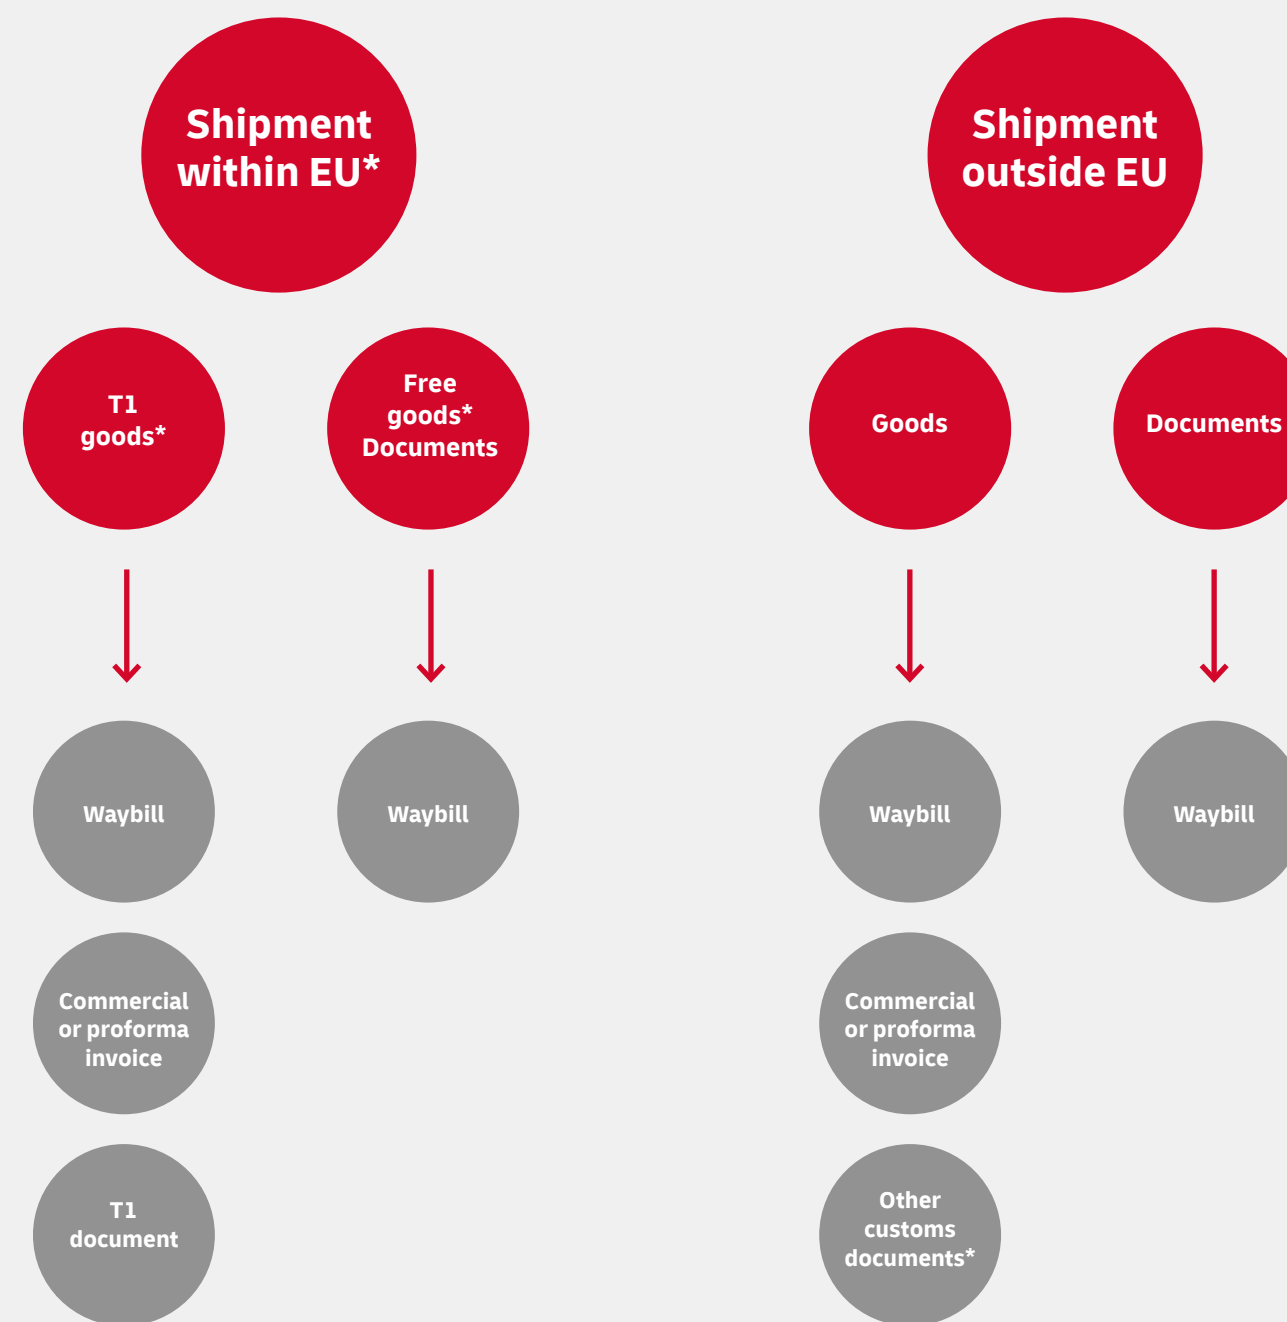 Shipment
within EU*
Shipment
outside EU
T1
goods*
Free
goods*
Documents
Goods
Documents
Waybill
Waybill
Waybill
Waybill
Commercial
or proforma
invoice
Commercial
or proforma
invoice
T1
document
Other
customs
documents*